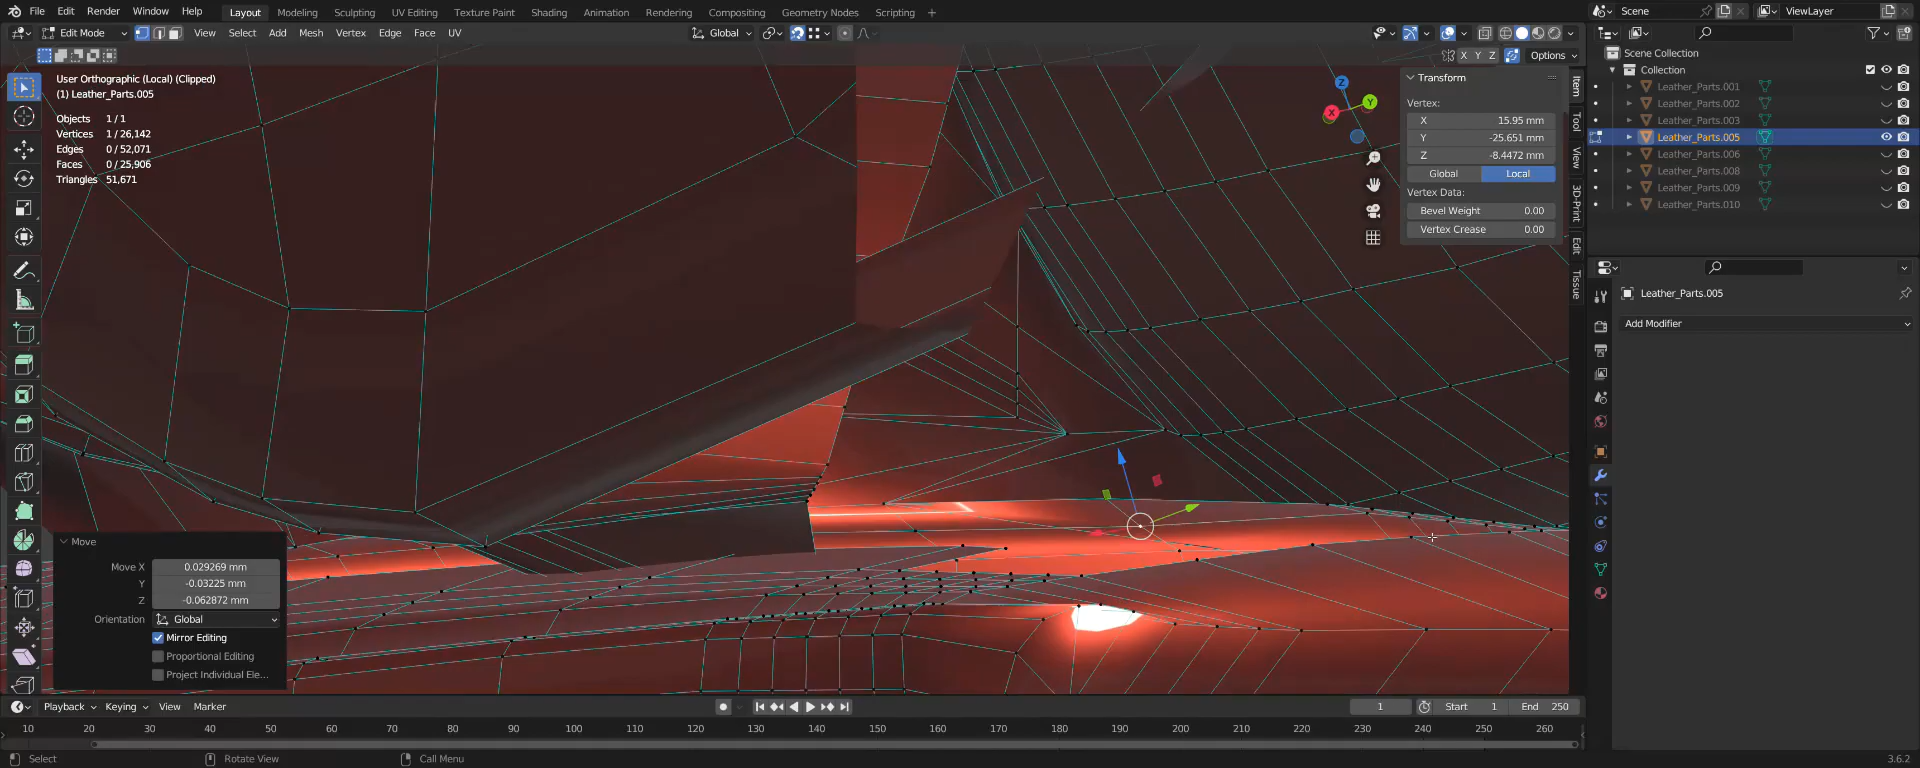 File Edit Render Window Help Layout Modeling Sculpting UV Editing Texture Paint Shading Animation Rendering Compositing Geometry Nodes Scripting + Scene ViewLayer
Edit Mode View Select Add Mesh Vertex Edge Face UV Global
X Y Z Options
User Orthographic (Local) (Clipped)
(1) Leather_Parts.005
Objects 1/1
Vertices 1/26,142
Edges 0/52,071
Faces 0/25,906
Triangles 51,671
Z
Y
X
Transform
Vertex:
X 15.95 mm
Y -25.651 mm
Z -8.4472 mm
Global Local
Vertex Data:
Bevel Weight 0.00
Vertex Crease 0.00
Item
Tool
View
3D-Print
Edit
Tissue
Scene Collection
Collection
Leather_Parts.001
Leather_Parts.002
Leather_Parts.003
Leather_Parts.005
Leather_Parts.006
Leather_Parts.008
Leather_Parts.009
Leather_Parts.010
Leather_Parts.005
Add Modifier
Move
Move X 0.029269 mm
Y -0.03225 mm
Z -0.062872 mm
Orientation Global
Mirror Editing
Proportional Editing
Project Individual Ele...
Playback Keying View Marker 1 Start 1 End 250
10 20 30 40 50 60 70 80 90 100 110 120 130 140 150 160 170 180 190 200 210 220 230 240 250 260
Select Rotate View Call Menu 3.6.2